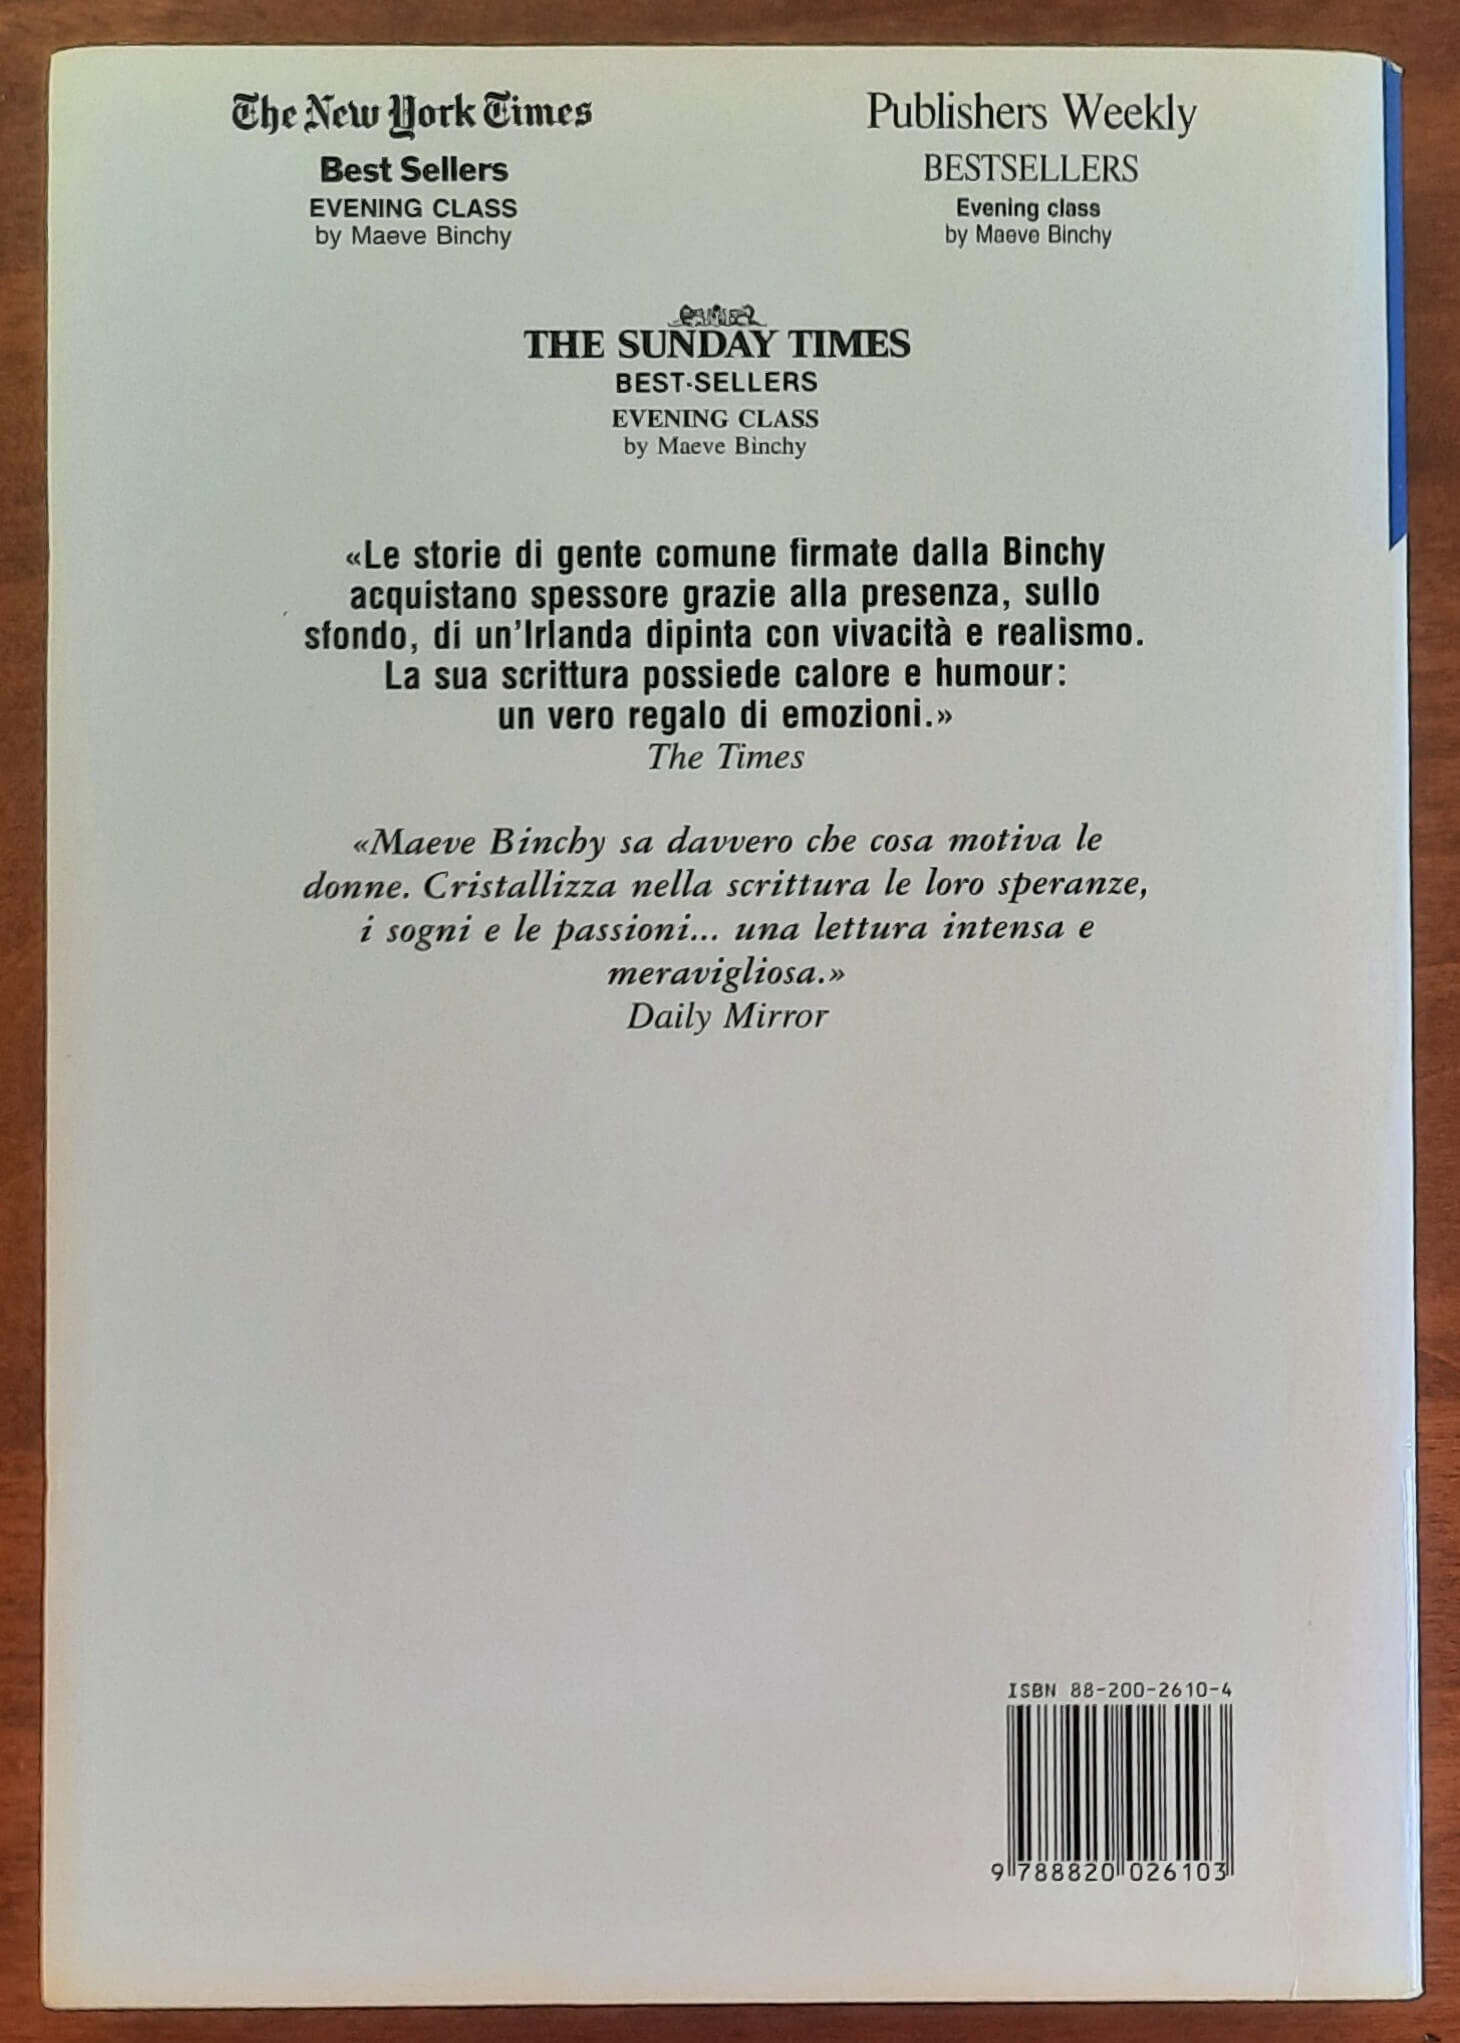 The New York Times
Best Sellers
EVENING CLASS
by Maeve Binchy
Publishers Weekly
BESTSELLERS
Evening class
by Maeve Binchy
THE SUNDAY TIMES
BEST-SELLERS
EVENING CLASS
by Maeve Binchy
«Le storie di gente comune firmate dalla Binchy
acquistano spessore grazie alla presenza, sullo
sfondo, di un'Irlanda dipinta con vivacità e realismo.
La sua scrittura possiede calore e humour:
un vero regalo di emozioni.»
The Times
«Maeve Binchy sa davvero che cosa motiva le
donne. Cristallizza nella scrittura le loro speranze,
i sogni e le passioni... una lettura intensa e
meravigliosa.»
Daily Mirror
ISBN 88-200-2610-4
9 788820 026103